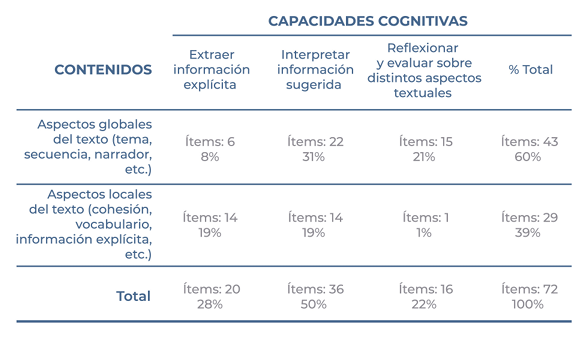 CAPACIDADES COGNITIVAS
CONTENIDOS
Extraer
información
explícita
Interpretar
información
sugerida
Reflexionar
y evaluar sobre
distintos aspectos
textuales
% Total
Aspectos globales
del texto (tema,
secuencia, narrador,
etc.)
Ítems: 6
8%
Ítems: 22
31%
Ítems: 15
21%
Ítems: 43
60%
Aspectos locales
del texto (cohesión,
vocabulario,
información explícita,
etc.)
Ítems: 14
19%
Ítems: 14
19%
Ítems: 1
1%
Ítems: 29
39%
Total
Ítems: 20
28%
Ítems: 36
50%
Ítems: 16
22%
Ítems: 72
100%